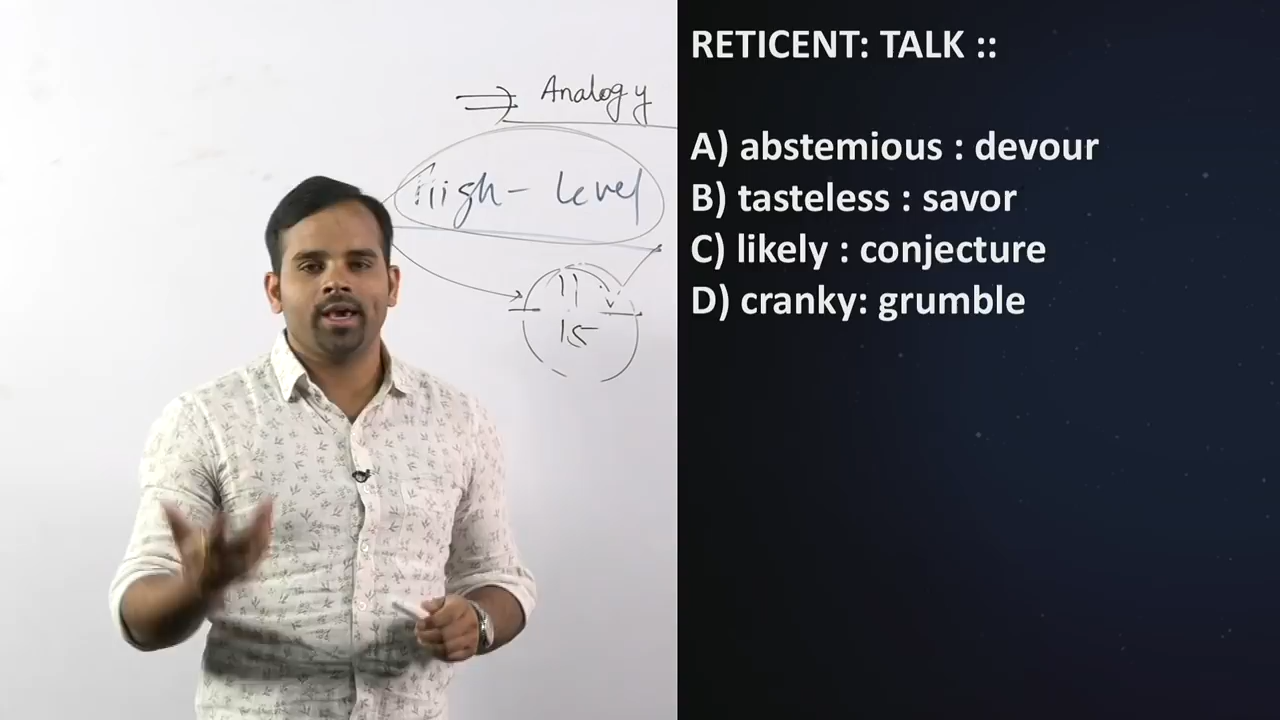 ⇒ Analogy
High - Level
11
15
RETICENT: TALK ::
A) abstemious : devour
B) tasteless : savor
C) likely : conjecture
D) cranky: grumble